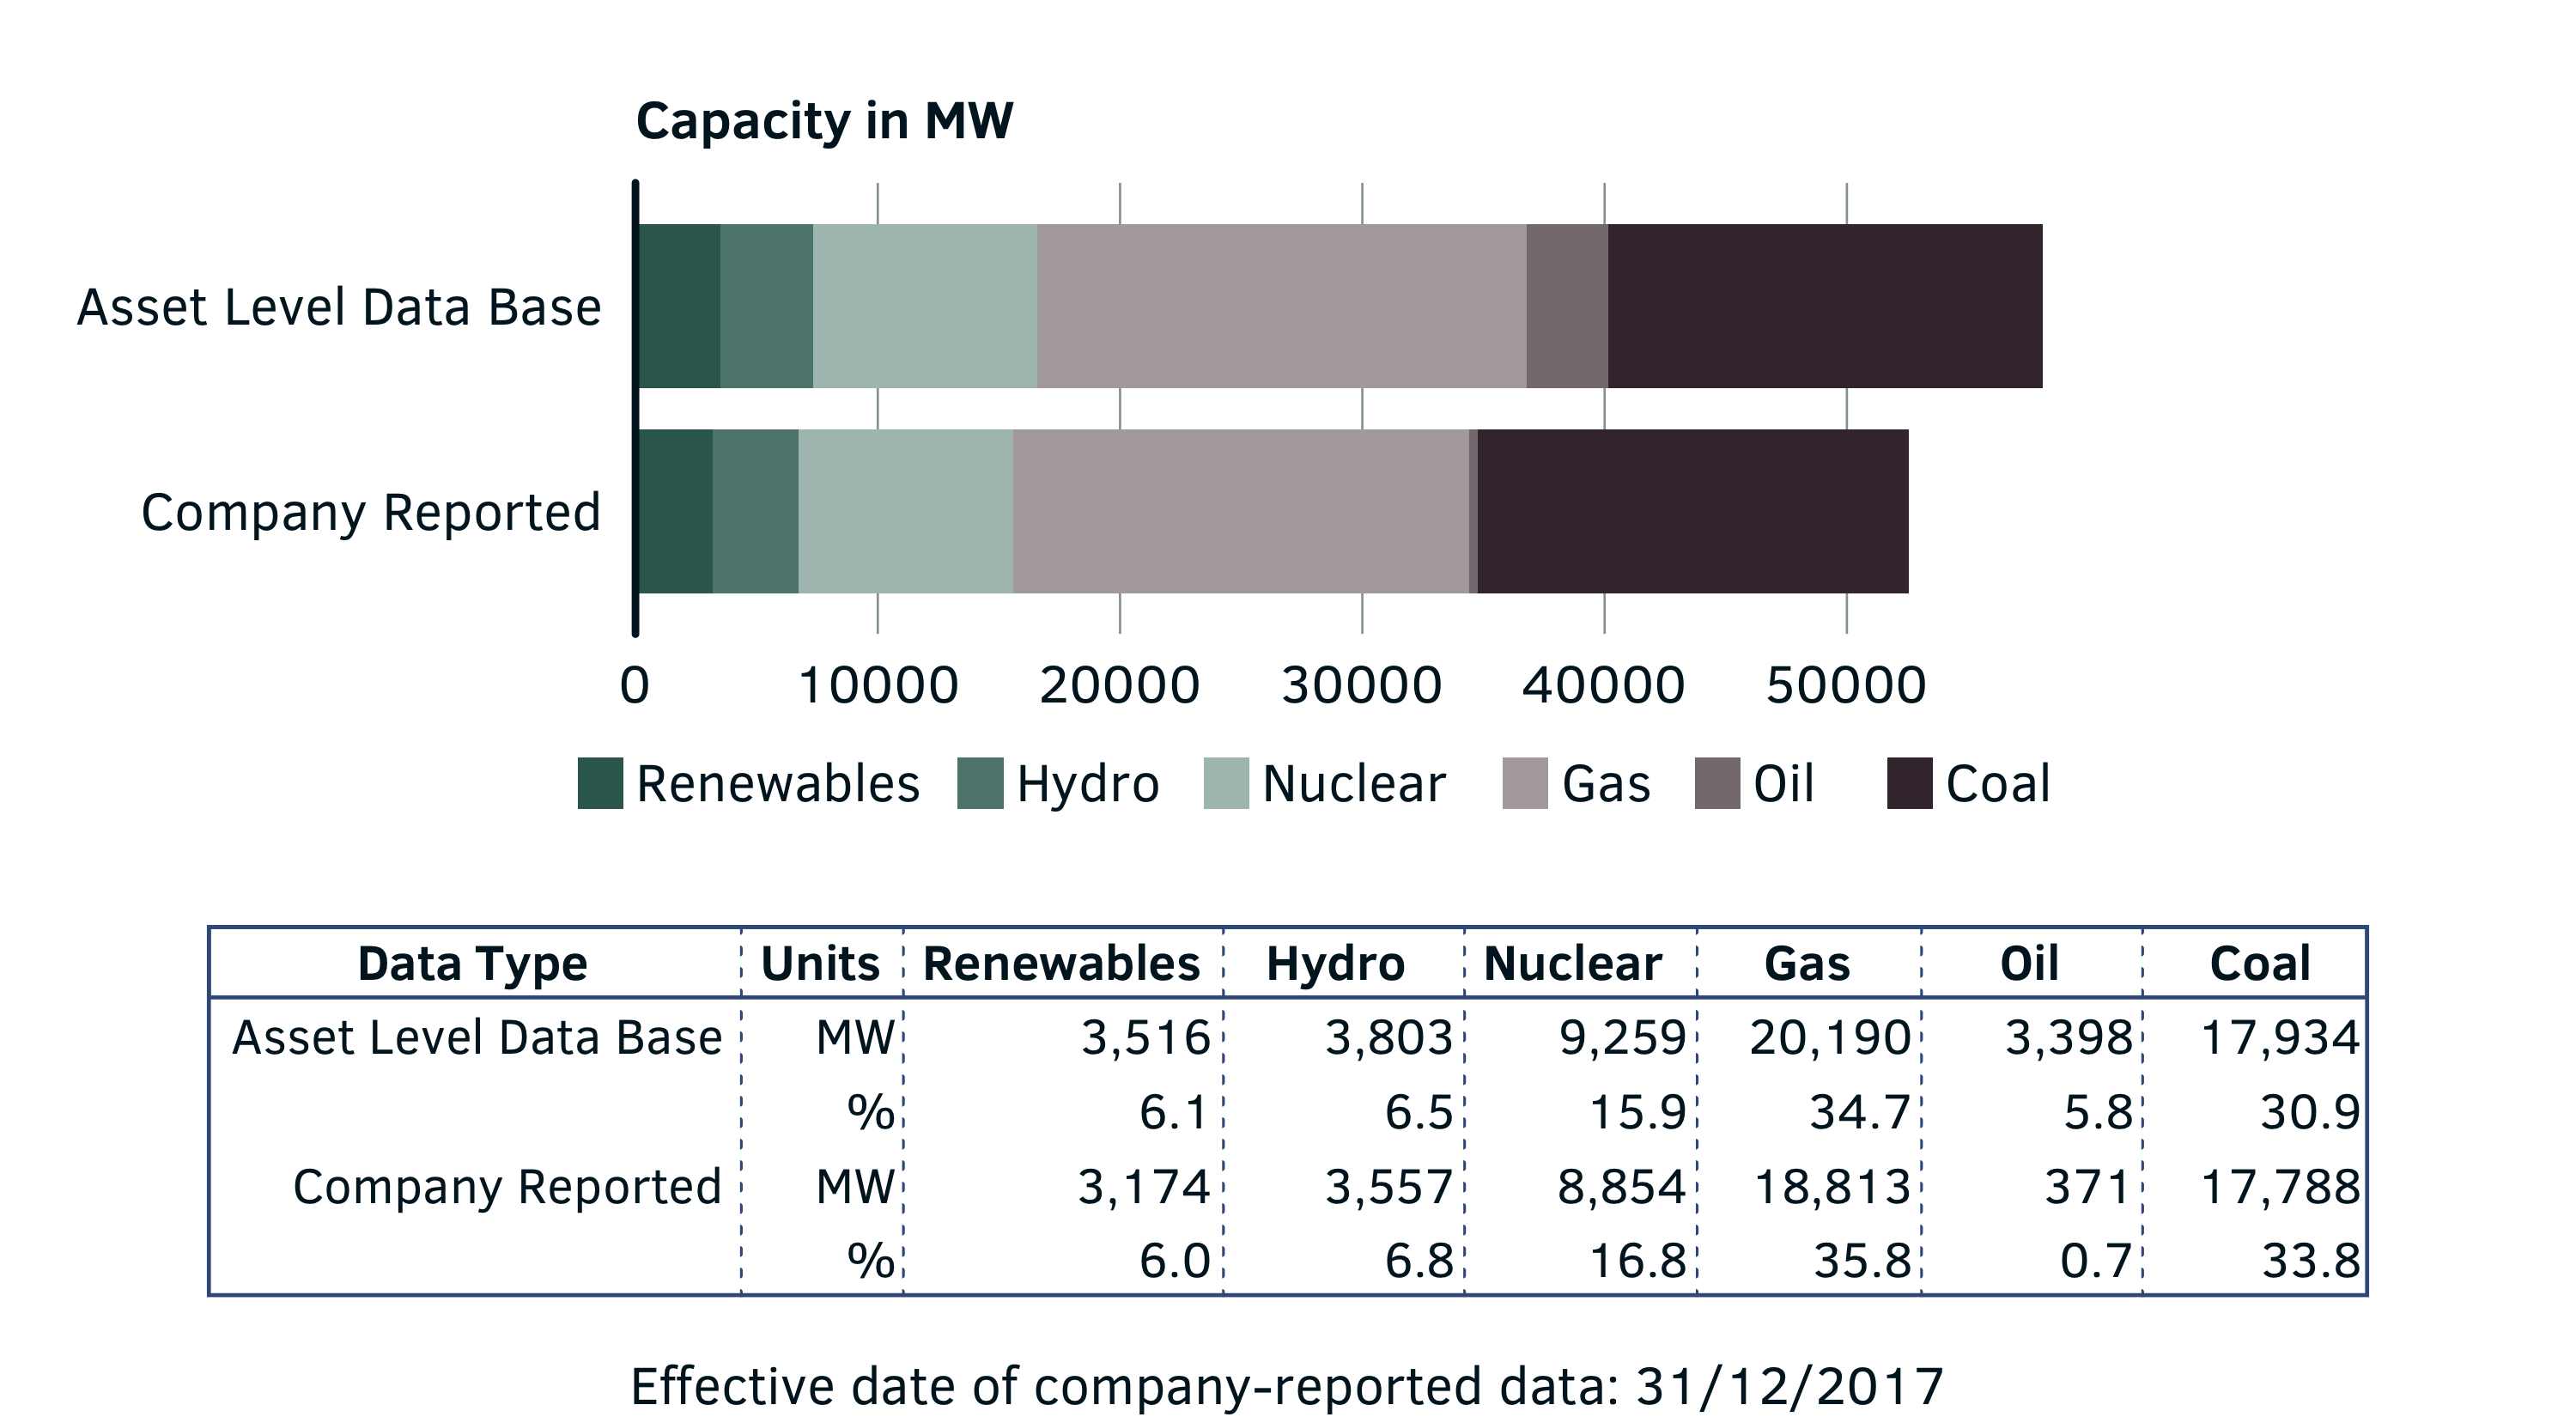 Capacity in MW
Asset Level Data Base
Company Reported
0 10000 20000 30000 40000 50000
Renewables Hydro Nuclear Gas Oil Coal
Data Type Units Renewables Hydro Nuclear Gas Oil Coal
Asset Level Data Base MW 3,516 3,803 9,259 20,190 3,398 17,934
% 6.1 6.5 15.9 34.7 5.8 30.9
Company Reported MW 3,174 3,557 8,854 18,813 371 17,788
% 6.0 6.8 16.8 35.8 0.7 33.8
Effective date of company-reported data: 31/12/2017